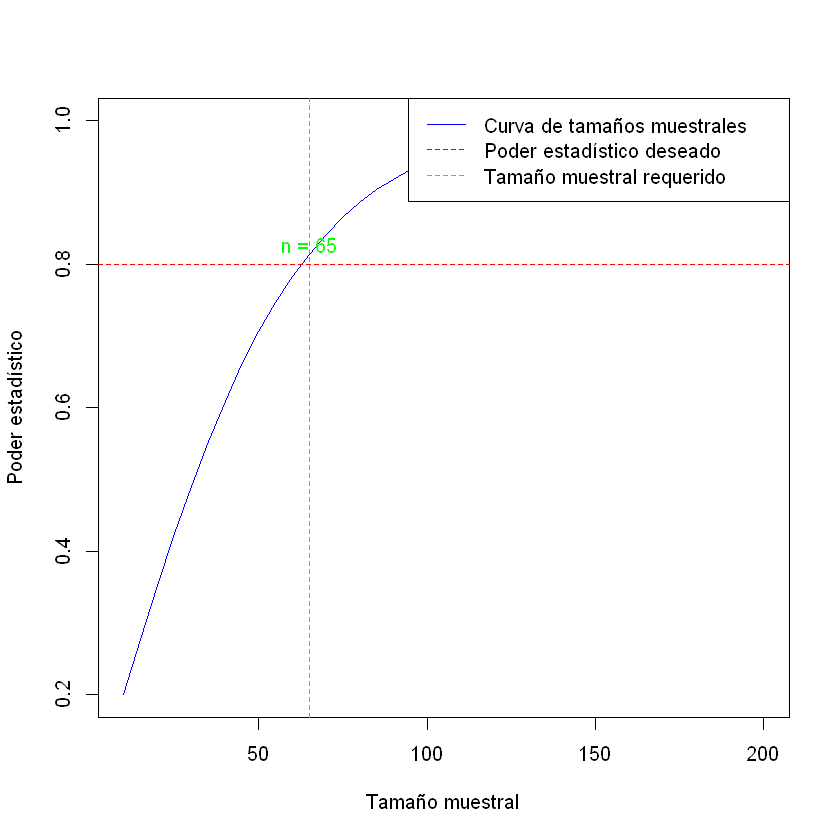 Curva de tamaños muestrales
Poder estadístico deseado
Tamaño muestral requerido
n = 65
Poder estadístico
1.0
0.8
0.6
0.4
0.2
50 100 150 200
Tamaño muestral